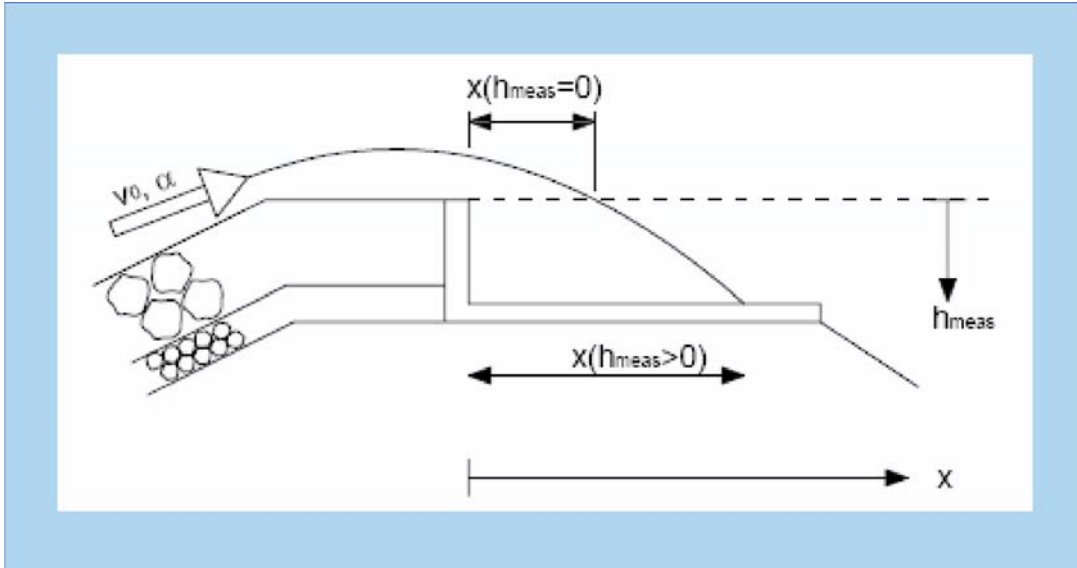 x(hmeas=0)
v0, α
hmeas
x(hmeas>0)
x